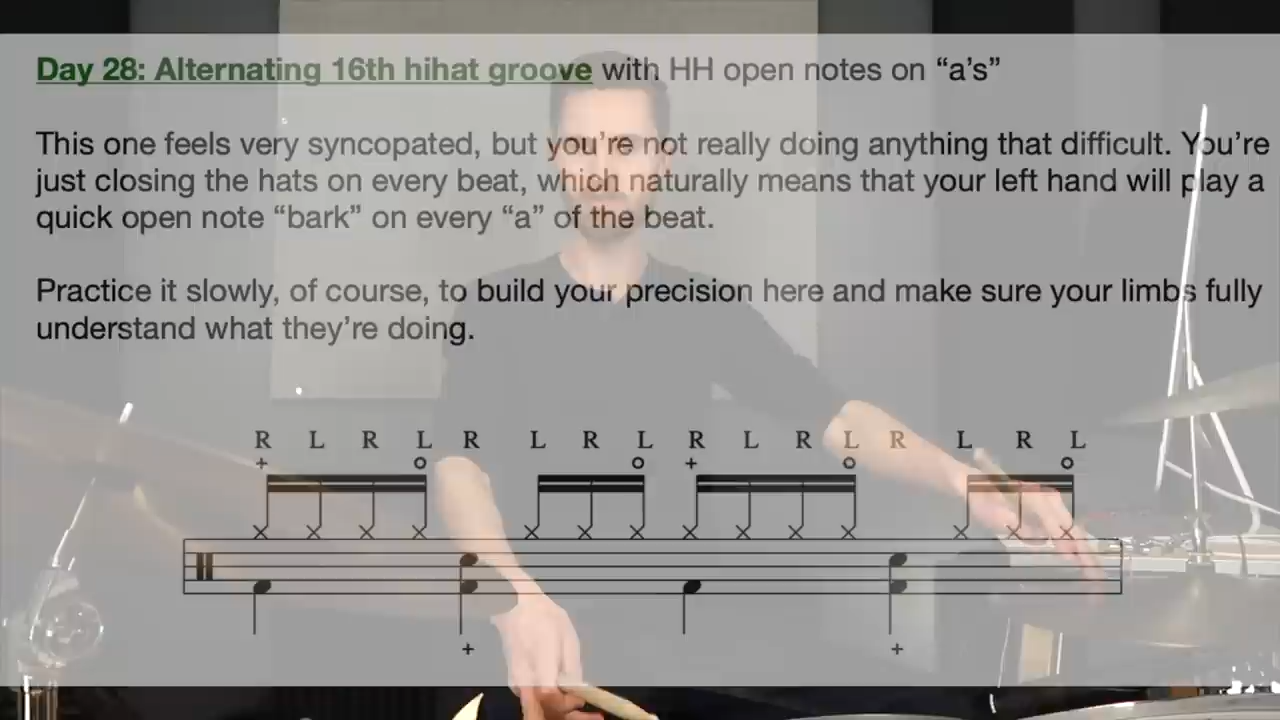 Day 28: Alternating 16th hihat groove with HH open notes on “a’s”
This one feels very syncopated, but you’re not really doing anything that difficult. You’re
just closing the hats on every beat, which naturally means that your left hand will play a
quick open note “bark” on every “a” of the beat.
Practice it slowly, of course, to build your precision here and make sure your limbs fully
understand what they’re doing.
R L R L R L R L R L R L R L R L
+ o o + o o
+ +